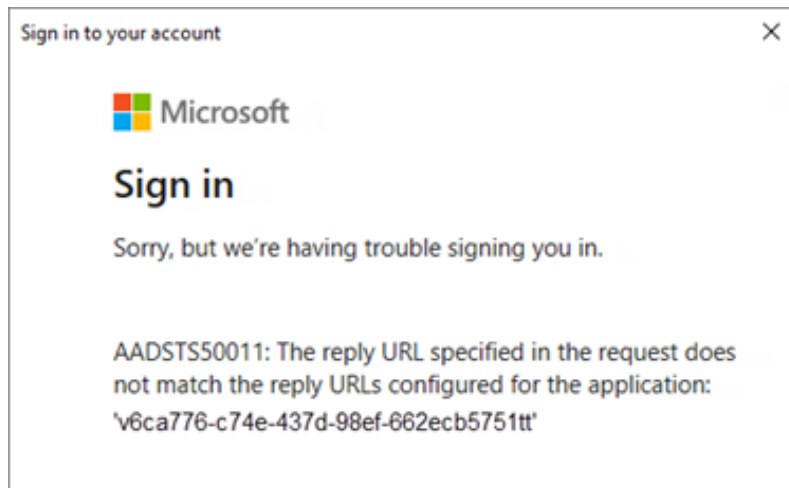 Sign in to your account
Microsoft
Sign in
Sorry, but we're having trouble signing you in.
AADSTS50011: The reply URL specified in the request does
not match the reply URLs configured for the application:
'v6ca776-c74e-437d-98ef-662ecb5751tt'